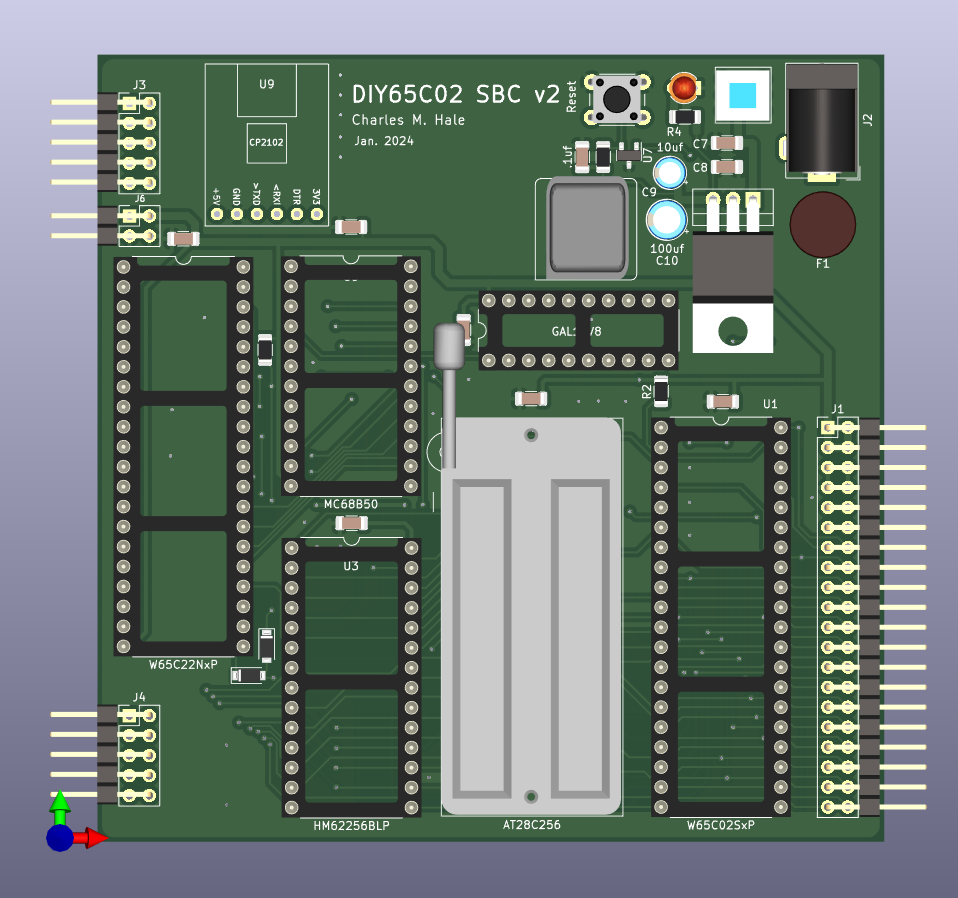 J3
U9
DIY65C02 SBC v2
Charles M. Hale
Jan. 2024
CP2102
+5V
GND
<TXD
<RXI
DTR
3V3
Reset
R4
J2
10uf
C7
.1uf
U7
C8
C9
100uf
C10
F1
J6
R2
U1
J1
MC68B50
U3
W65C22NxP
J4
HM62256BLP
AT28C256
W65C02SxP